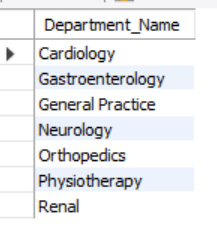 Department_Name
Cardiology
Gastroenterology
General Practice
Neurology
Orthopedics
Physiotherapy
Renal